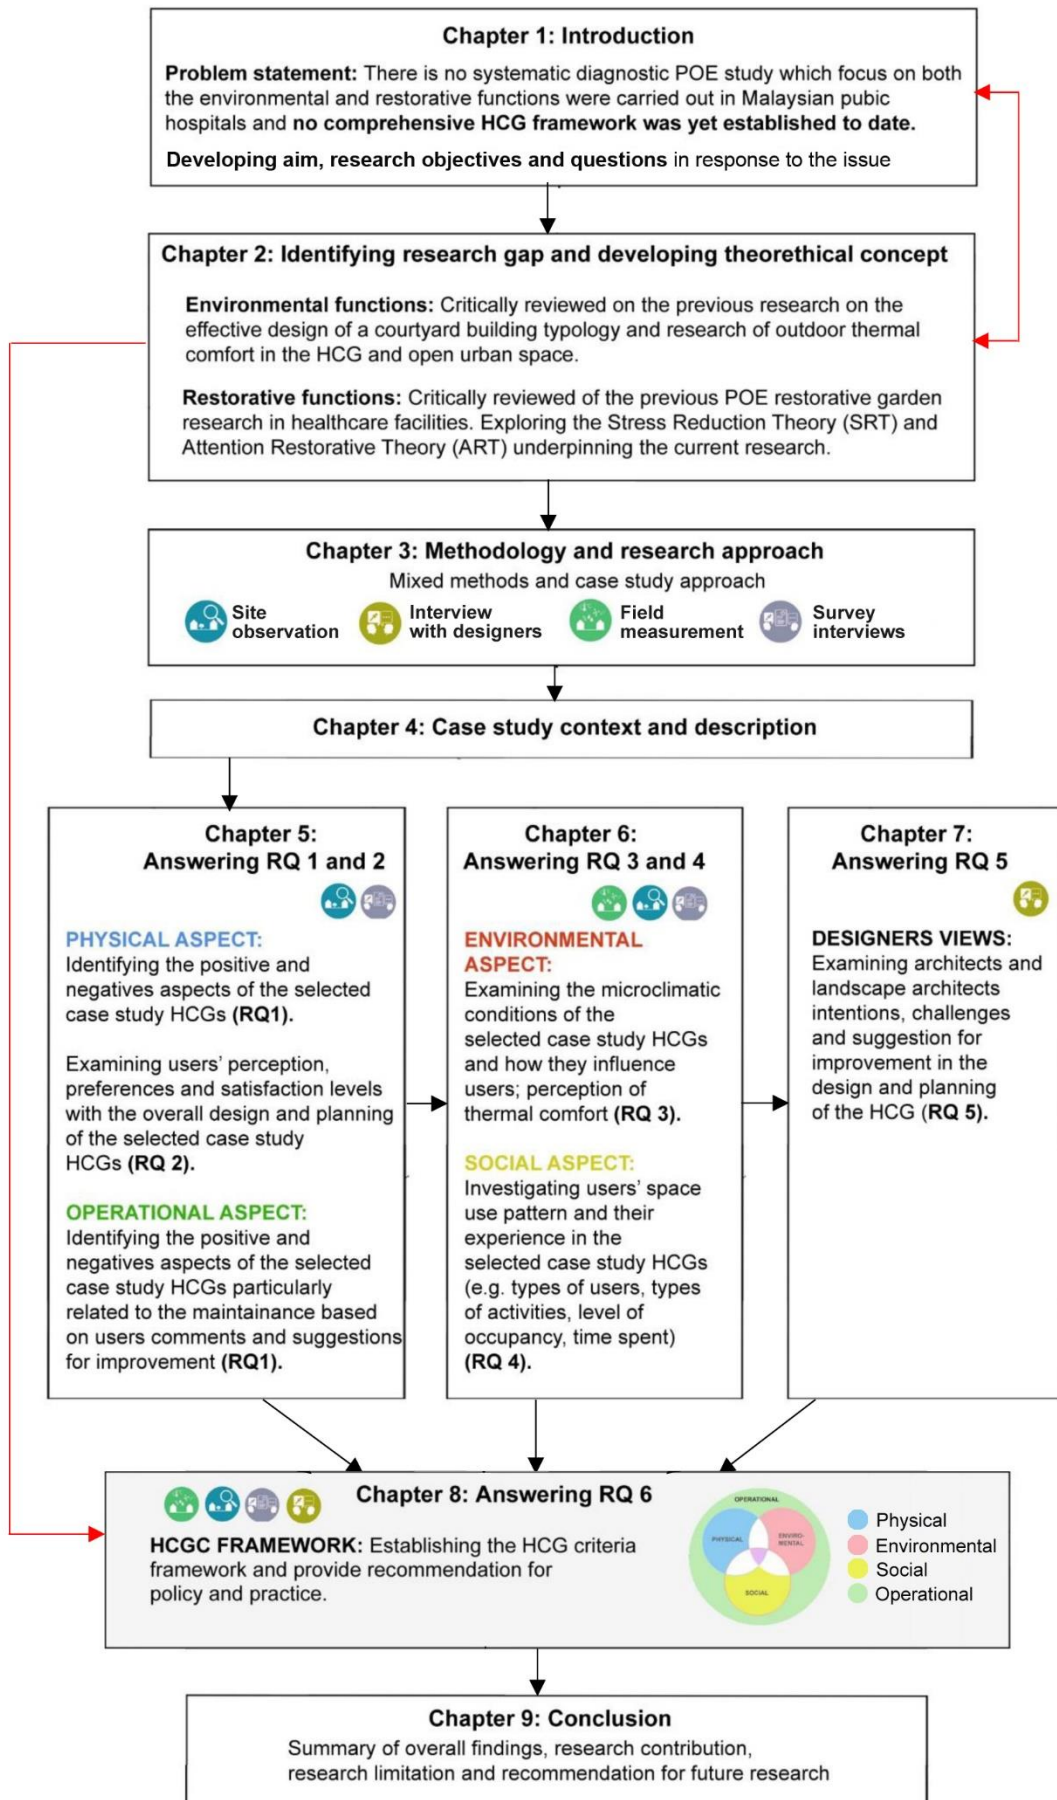 Chapter 1: Introduction
Problem statement: There is no systematic diagnostic POE study which focus on both
the environmental and restorative functions were carried out in Malaysian pubic
hospitals and no comprehensive HCG framework was yet established to date.
Developing aim, research objectives and questions in response to the issue
Chapter 2: Identifying research gap and developing theorethical concept
Environmental functions: Critically reviewed on the previous research on the
effective design of a courtyard building typology and research of outdoor thermal
comfort in the HCG and open urban space.
Restorative functions: Critically reviewed of the previous POE restorative garden
research in healthcare facilities. Exploring the Stress Reduction Theory (SRT) and
Attention Restorative Theory (ART) underpinning the current research.
Chapter 3: Methodology and research approach
Mixed methods and case study approach
Site
observation
Interview
with designers
Field
measurement
Survey
interviews
Chapter 4: Case study context and description
Chapter 5:
Answering RQ 1 and 2
PHYSICAL ASPECT:
Identifying the positive and
negatives aspects of the selected
case study HCGs (RQ1).
Examining users' perception,
preferences and satisfaction levels
with the overall design and planning
of the selected case study
HCGs (RQ 2).
OPERATIONAL ASPECT:
Identifying the positive and
negatives aspects of the selected
case study HCGs particularly
related to the maintainance based
on users comments and suggestions
for improvement (RQ1).
Chapter 6:
Answering RQ 3 and 4
ENVIRONMENTAL
ASPECT:
Examining the microclimatic
conditions of the
selected case study HCGs
and how they influence
users; perception of
thermal comfort (RQ 3).
SOCIAL ASPECT:
Investigating users' space
use pattern and their
experience in the
selected case study HCGs
(e.g. types of users, types
of activities, level of
occupancy, time spent)
(RQ 4).
Chapter 7:
Answering RQ 5
DESIGNERS VIEWS:
Examining architects and
landscape architects
intentions, challenges
and suggestion for
improvement in the
design and planning
of the HCG (RQ 5).
Chapter 8: Answering RQ 6
HCGC FRAMEWORK: Establishing the HCG criteria
framework and provide recommendation for
policy and practice.
OPERATIONAL
PHYSICAL
ENVIRO-
MENTAL
SOCIAL
Physical
Environmental
Social
Operational
Chapter 9: Conclusion
Summary of overall findings, research contribution,
research limitation and recommendation for future research